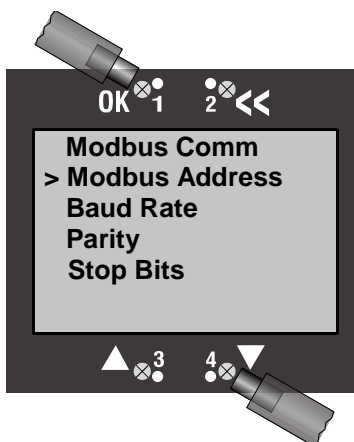 OK 1 2 <<
Modbus Comm
> Modbus Address
Baud Rate
Parity
Stop Bits
3 4